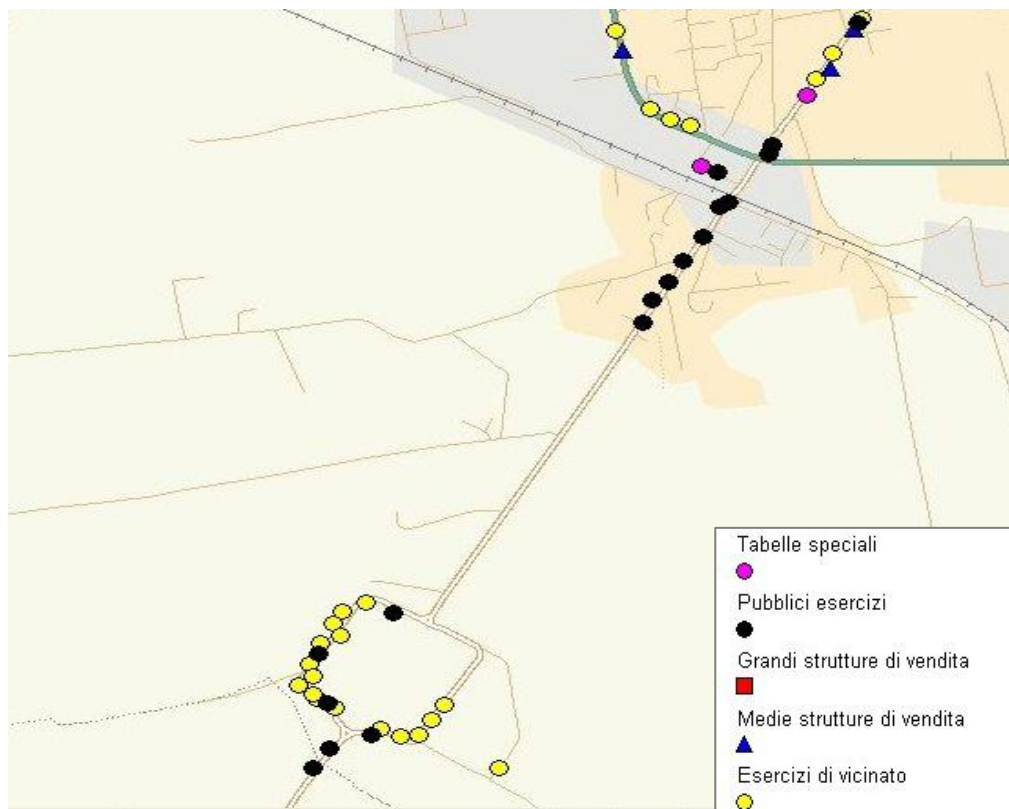 Tabelle speciali
Pubblici esercizi
Grandi strutture di vendita
Medie strutture di vendita
Esercizi di vicinato